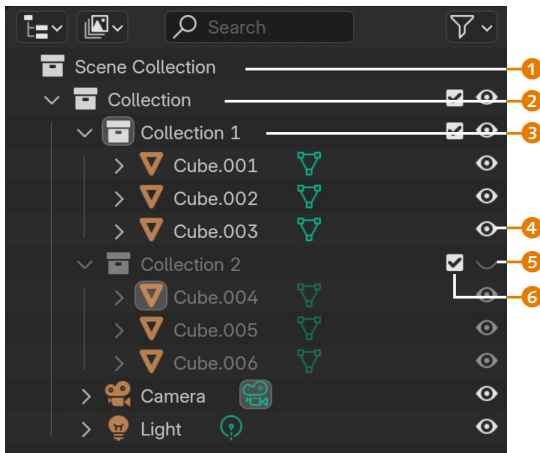 Search
Scene Collection 1
Collection 2
Collection 1 3
Cube.001
Cube.002
Cube.003 4
Collection 2 5
Cube.004 6
Cube.005
Cube.006
Camera
Light